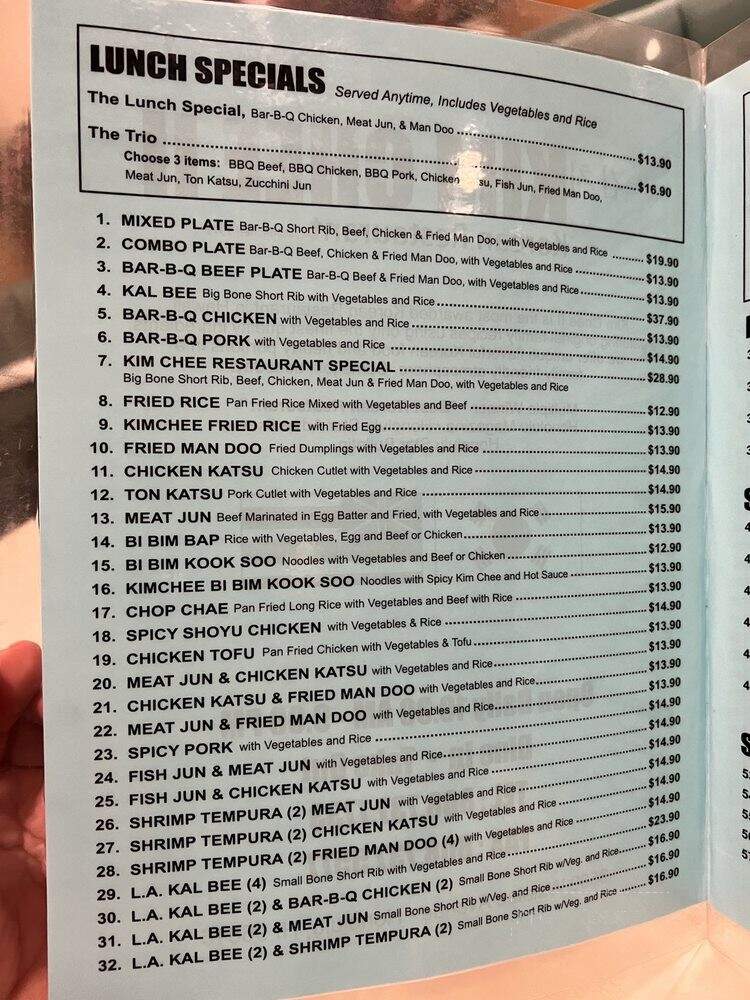 LUNCH SPECIALS Served Anytime, Includes Vegetables and Rice
The Lunch Special, Bar-B-Q Chicken, Meat Jun, & Man Doo ..... $13.90
The Trio ..... $16.90
Choose 3 items: BBQ Beef, BBQ Chicken, BBQ Pork, Chicken su, Fish Jun, Fried Man Doo,
Meat Jun, Ton Katsu, Zucchini Jun
1. MIXED PLATE Bar-B-Q Short Rib, Beef, Chicken & Fried Man Doo, with Vegetables and Rice ..... $19.90
2. COMBO PLATE Bar-B-Q Beef, Chicken & Fried Man Doo, with Vegetables and Rice ..... $13.90
3. BAR-B-Q BEEF PLATE Bar-B-Q Beef & Fried Man Doo, with Vegetables and Rice ..... $13.90
4. KAL BEE Big Bone Short Rib with Vegetables and Rice ..... $37.90
5. BAR-B-Q CHICKEN with Vegetables and Rice ..... $13.90
6. BAR-B-Q PORK with Vegetables and Rice ..... $14.90
7. KIM CHEE RESTAURANT SPECIAL ..... $28.90
Big Bone Short Rib, Beef, Chicken, Meat Jun & Fried Man Doo, with Vegetables and Rice
8. FRIED RICE Pan Fried Rice Mixed with Vegetables and Beef ..... $12.90
9. KIMCHEE FRIED RICE with Fried Egg ..... $13.90
10. FRIED MAN DOO Fried Dumplings with Vegetables and Rice ..... $13.90
11. CHICKEN KATSU Chicken Cutlet with Vegetables and Rice ..... $14.90
12. TON KATSU Pork Cutlet with Vegetables and Rice ..... $14.90
13. MEAT JUN Beef Marinated in Egg Batter and Fried, with Vegetables and Rice ..... $15.90
14. BI BIM BAP Rice with Vegetables, Egg and Beef or Chicken ..... $13.90
15. BI BIM KOOK SOO Noodles with Vegetables and Beef or Chicken ..... $12.90
16. KIMCHEE BI BIM KOOK SOO Noodles with Spicy Kim Chee and Hot Sauce ..... $13.90
17. CHOP CHAE Pan Fried Long Rice with Vegetables and Beef with Rice ..... $13.90
18. SPICY SHOYU CHICKEN with Vegetables & Rice ..... $14.90
19. CHICKEN TOFU Pan Fried Chicken with Vegetables & Tofu ..... $13.90
20. MEAT JUN & CHICKEN KATSU with Vegetables and Rice ..... $13.90
21. CHICKEN KATSU & FRIED MAN DOO with Vegetables and Rice ..... $13.90
22. MEAT JUN & FRIED MAN DOO with Vegetables and Rice ..... $13.90
23. SPICY PORK with Vegetables and Rice ..... $14.90
24. FISH JUN & MEAT JUN with Vegetables and Rice ..... $14.90
25. FISH JUN & CHICKEN KATSU with Vegetables and Rice ..... $14.90
26. SHRIMP TEMPURA (2) MEAT JUN with Vegetables and Rice ..... $14.90
27. SHRIMP TEMPURA (2) CHICKEN KATSU with Vegetables and Rice ..... $14.90
28. SHRIMP TEMPURA (2) FRIED MAN DOO (4) with Vegetables and Rice ..... $14.90
29. L.A. KAL BEE (4) Small Bone Short Rib with Vegetables and Rice ..... $23.90
30. L.A. KAL BEE (2) & BAR-B-Q CHICKEN (2) Small Bone Short Rib w/Veg. and Rice ..... $16.90
31. L.A. KAL BEE (2) & MEAT JUN Small Bone Short Rib w/Veg. and Rice ..... $16.90
32. L.A. KAL BEE (2) & SHRIMP TEMPURA (2) Small Bone Short Rib w/Veg. and Rice ..... $16.90